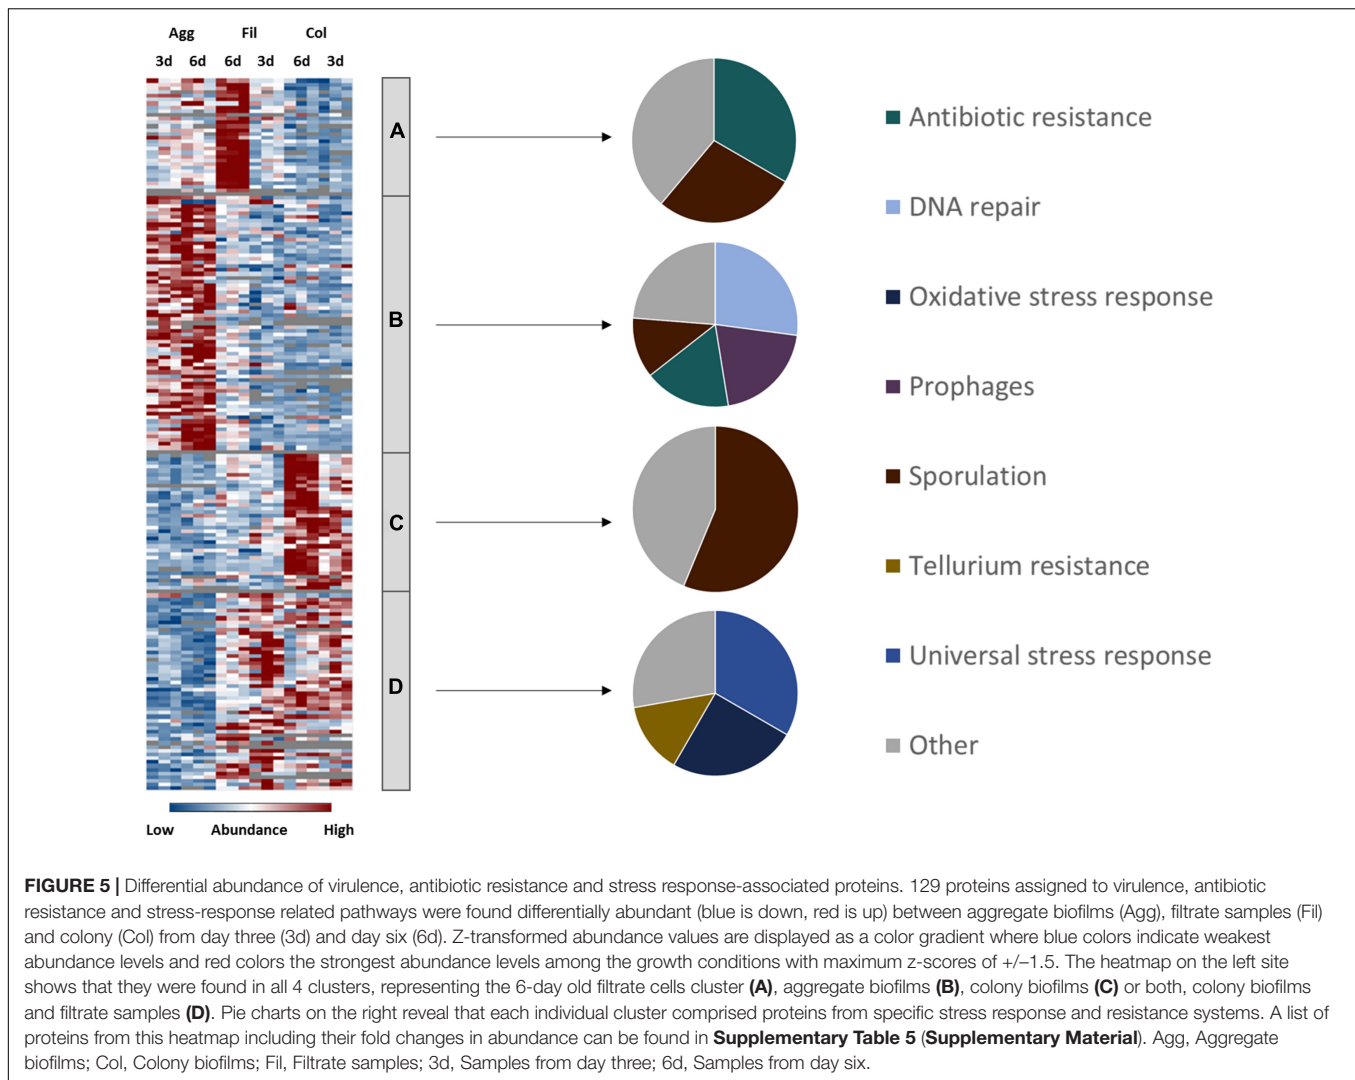 Agg Fil Col
3d 6d 6d 3d 6d 3d
A
B
C
D
Low Abundance High
Antibiotic resistance
DNA repair
Oxidative stress response
Prophages
Sporulation
Tellurium resistance
Universal stress response
Other
FIGURE 5 | Differential abundance of virulence, antibiotic resistance and stress response-associated proteins. 129 proteins assigned to virulence, antibiotic
resistance and stress-response related pathways were found differentially abundant (blue is down, red is up) between aggregate biofilms (Agg), filtrate samples (Fil)
and colony (Col) from day three (3d) and day six (6d). Z-transformed abundance values are displayed as a color gradient where blue colors indicate weakest
abundance levels and red colors the strongest abundance levels among the growth conditions with maximum z-scores of +/–1.5. The heatmap on the left site
shows that they were found in all 4 clusters, representing the 6-day old filtrate cells cluster (A), aggregate biofilms (B), colony biofilms (C) or both, colony biofilms
and filtrate samples (D). Pie charts on the right reveal that each individual cluster comprised proteins from specific stress response and resistance systems. A list of
proteins from this heatmap including their fold changes in abundance can be found in Supplementary Table 5 (Supplementary Material). Agg, Aggregate
biofilms; Col, Colony biofilms; Fil, Filtrate samples; 3d, Samples from day three; 6d, Samples from day six.